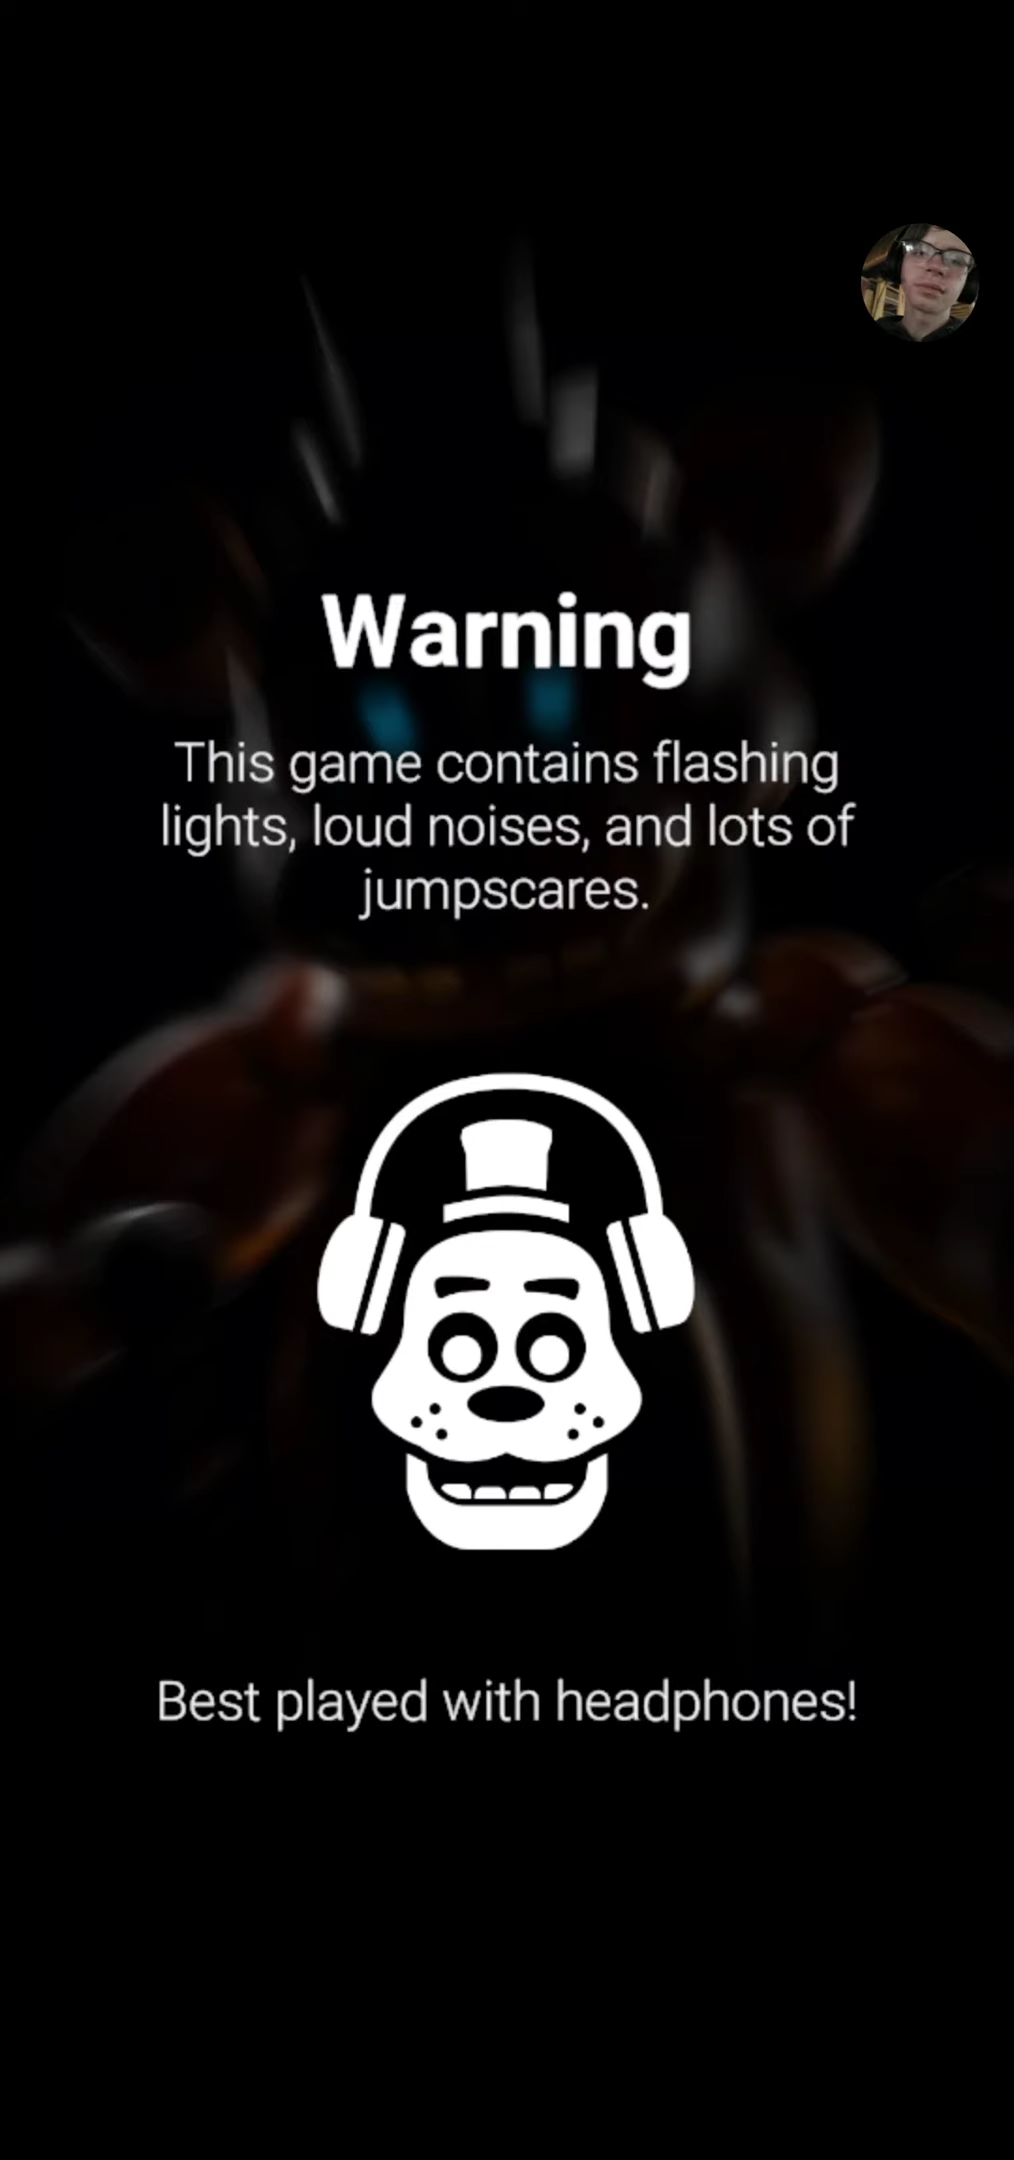 Warning
This game contains flashing
lights, loud noises, and lots of
jumpscares.
Best played with headphones!